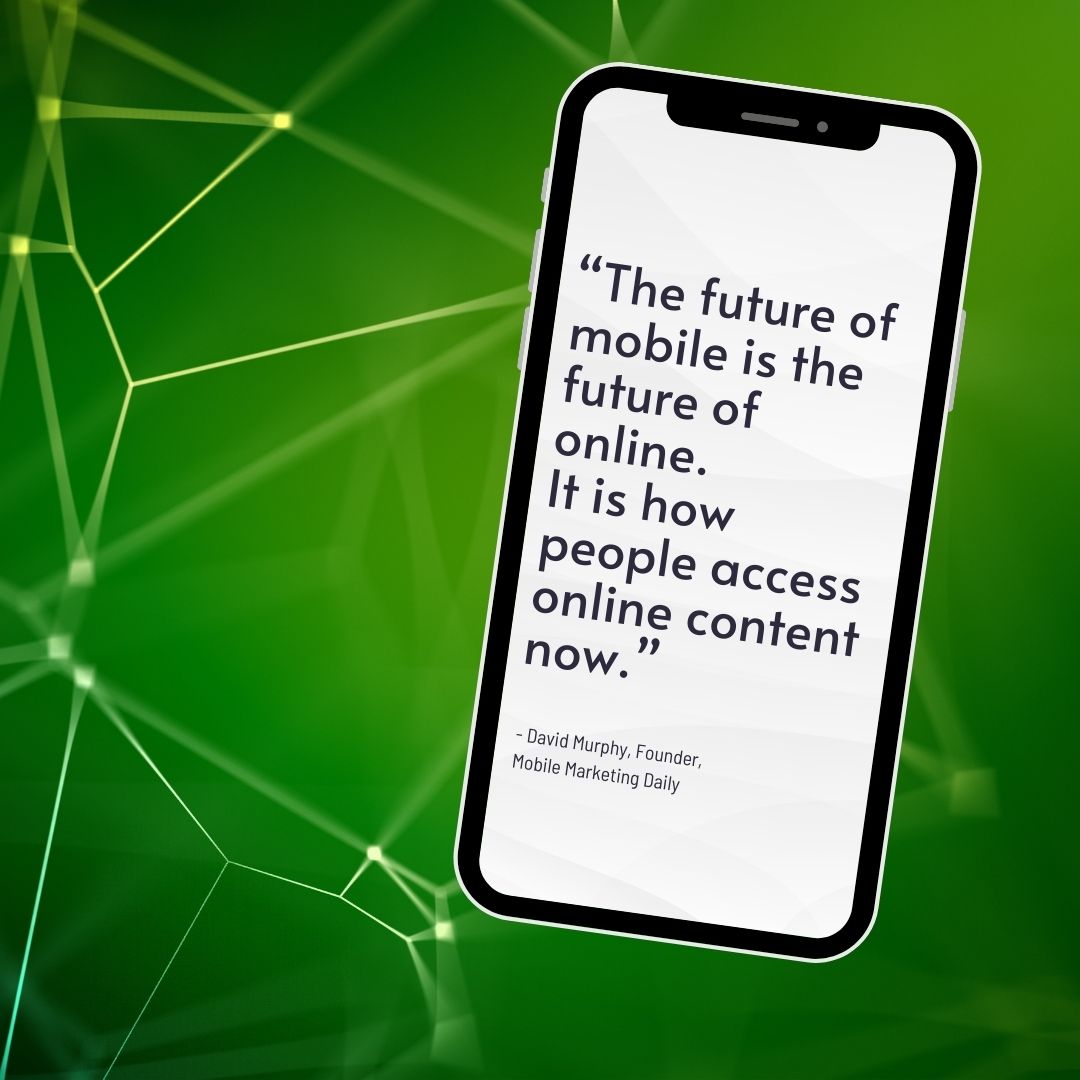 “The future of
mobile is the
future of
online.
It is how
people access
online content
now.”
- David Murphy, Founder,
Mobile Marketing Daily